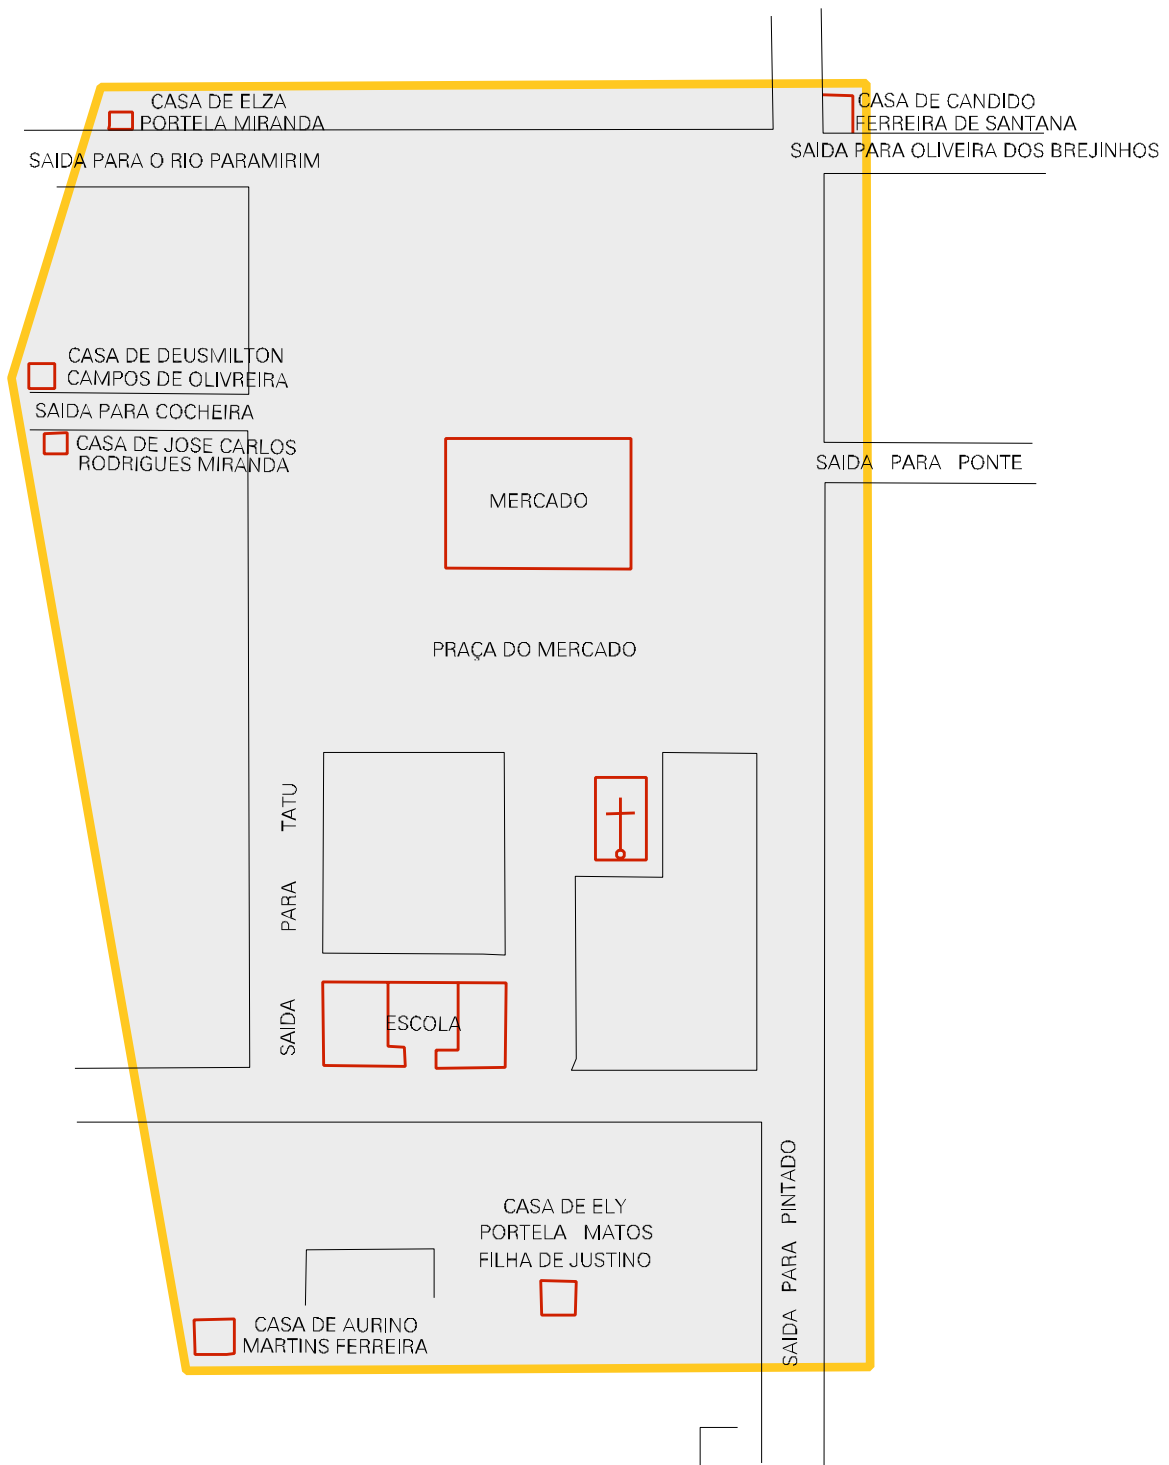 CASA DE ELZA
PORTELA MIRANDA
CASA DE CANDIDO
FERREIRA DE SANTANA
SAIDA PARA O RIO PARAMIRIM
SAIDA PARA OLIVEIRA DOS BREJINHOS
CASA DE DEUSMILTON
CAMPOS DE OLIVREIRA
SAIDA PARA COCHEIRA
CASA DE JOSE CARLOS
RODRIGUES MIRANDA
SAIDA PARA PONTE
MERCADO
PRAÇA DO MERCADO
SAIDA PARA TATU
ESCOLA
SAIDA PARA PINTADO
CASA DE ELY
PORTELA MATOS
FILHA DE JUSTINO
CASA DE AURINO
MARTINS FERREIRA